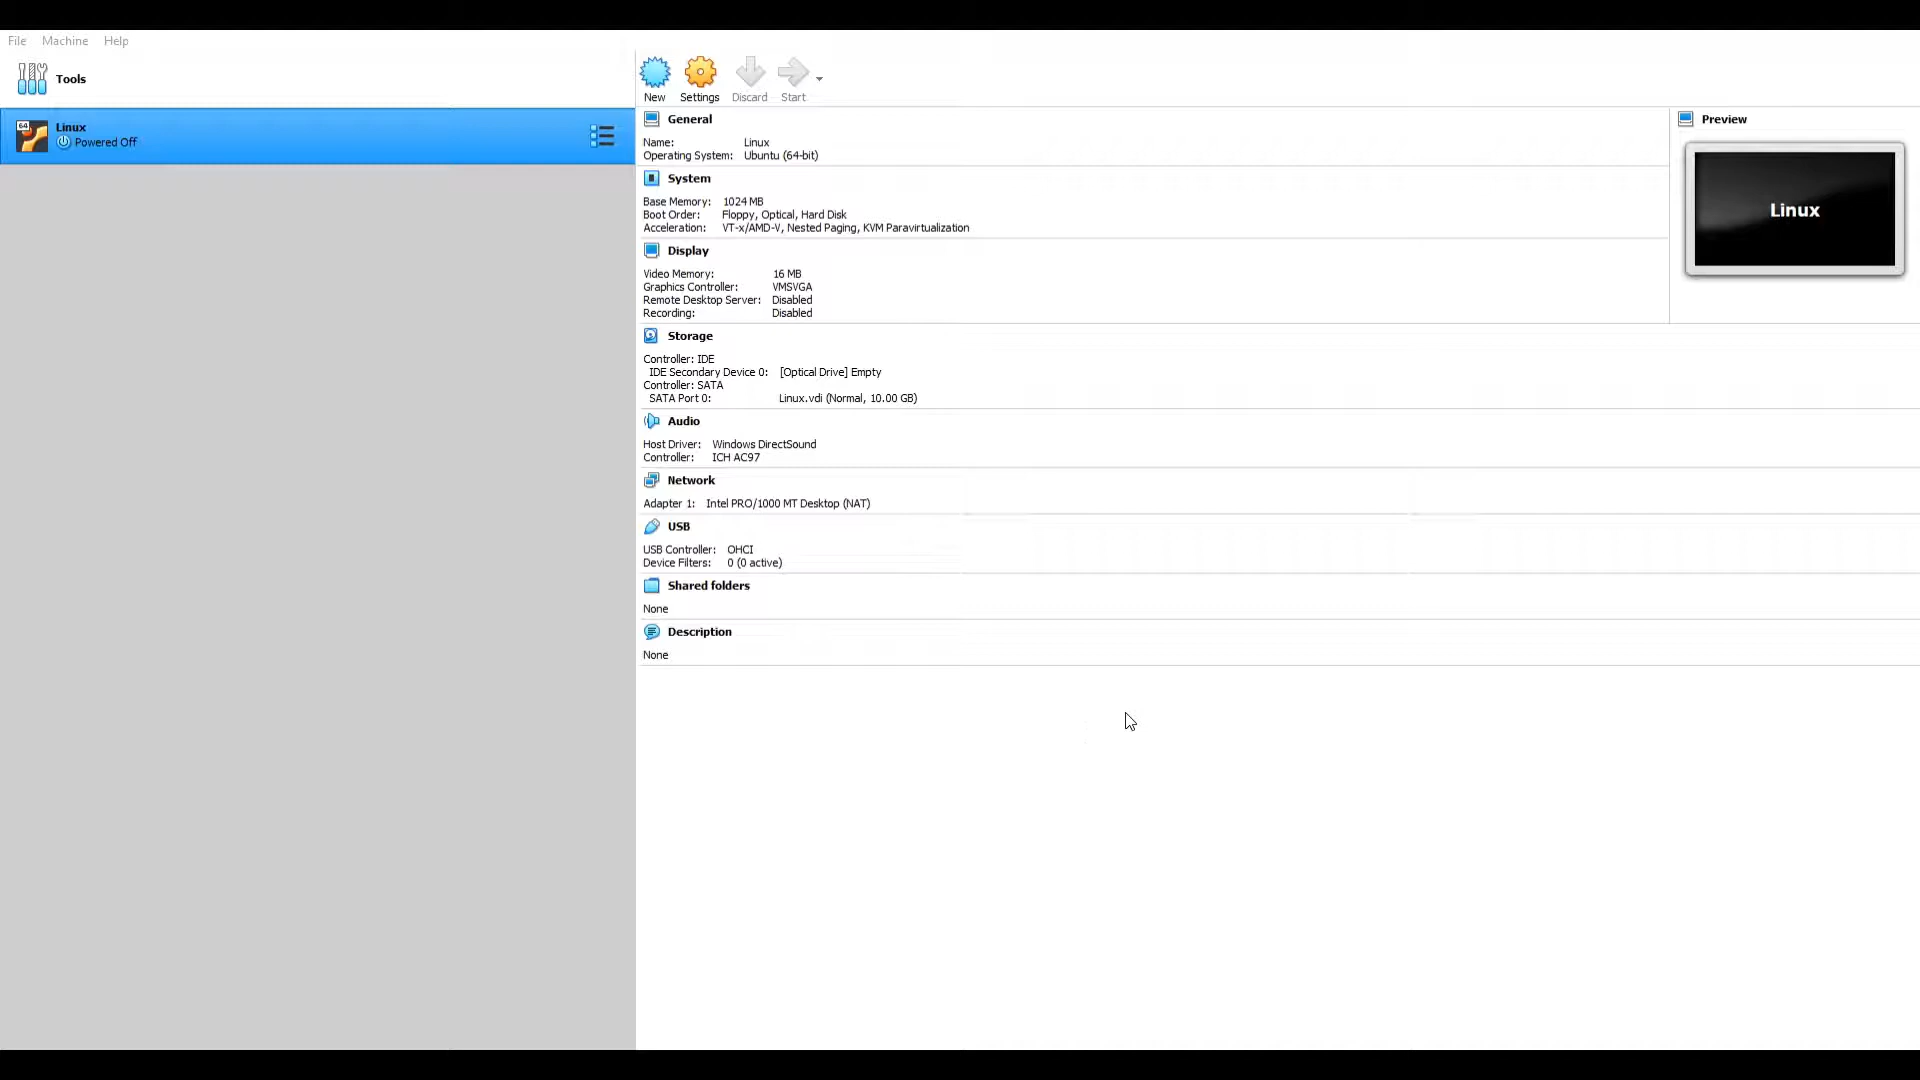 File Machine Help
Tools
New Settings Discard Start
64
Linux
Powered Off
General
Name: Linux
Operating System: Ubuntu (64-bit)
System
Base Memory: 1024 MB
Boot Order: Floppy, Optical, Hard Disk
Acceleration: VT-x/AMD-V, Nested Paging, KVM Paravirtualization
Display
Video Memory: 16 MB
Graphics Controller: VMSVGA
Remote Desktop Server: Disabled
Recording: Disabled
Storage
Controller: IDE
IDE Secondary Device 0: [Optical Drive] Empty
Controller: SATA
SATA Port 0: Linux.vdi (Normal, 10.00 GB)
Audio
Host Driver: Windows DirectSound
Controller: ICH AC97
Network
Adapter 1: Intel PRO/1000 MT Desktop (NAT)
USB
USB Controller: OHCI
Device Filters: 0 (0 active)
Shared folders
None
Description
None
Preview
Linux